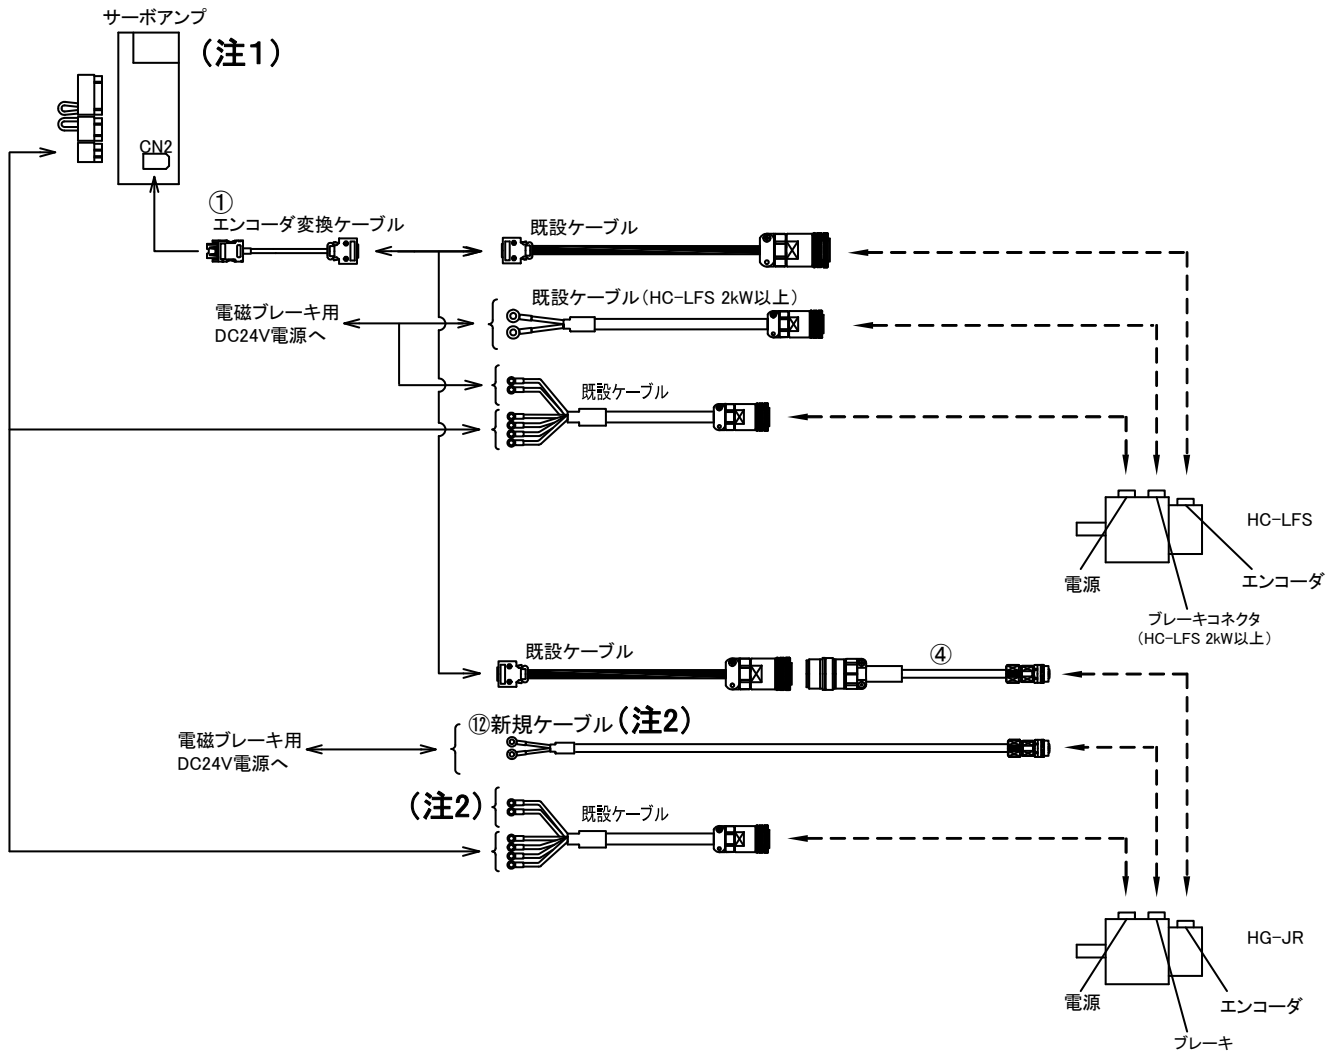 サーボアンプ
（注1）
CN2
①
エンコーダ変換ケーブル
既設ケーブル
電磁ブレーキ用
DC24V電源へ
既設ケーブル（HC-LFS 2kW以上）
既設ケーブル
HC-LFS
電源
エンコーダ
ブレーキコネクタ
（HC-LFS 2kW以上）
既設ケーブル
④
⑫新規ケーブル（注2）
電磁ブレーキ用
DC24V電源へ
（注2）
既設ケーブル
HG-JR
電源
エンコーダ
ブレーキ